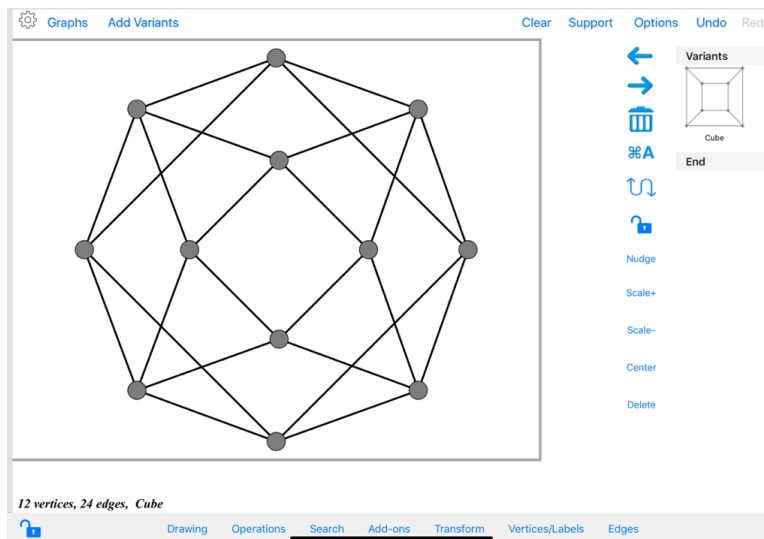 Graphs Add Variants Clear Support Options Undo Red
Variants
Cube
⌘A
End
Nudge
Scale+
Scale-
Center
Delete
12 vertices, 24 edges, Cube
Drawing Operations Search Add-ons Transform Vertices/Labels Edges